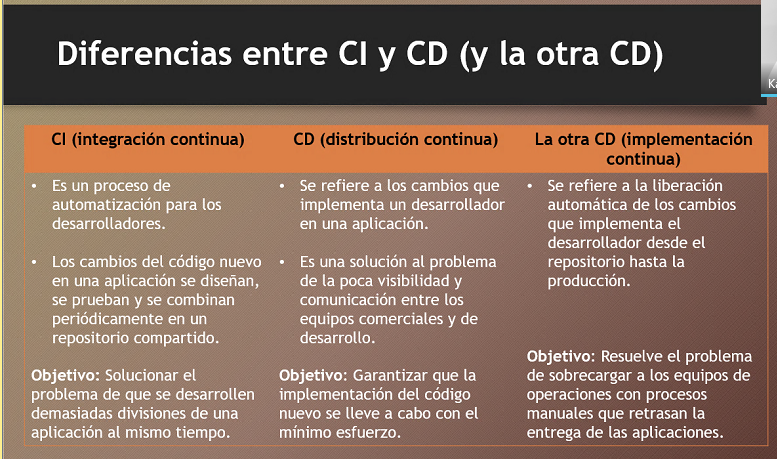 Diferencias entre CI y CD (y la otra CD)
CI (integración continua)
Es un proceso de
automatización para los
desarrolladores.
Los cambios del código nuevo
en una aplicación se diseñan,
se prueban y se combinan
periódicamente en un
repositorio compartido.
Objetivo: Solucionar el
problema de que se desarrollen
demasiadas divisiones de una
aplicación al mismo tiempo.
CD (distribución continua)
Se refiere a los cambios que
implementa un desarrollador
en una aplicación.
Es una solución al problema
de la poca visibilidad y
comunicación entre los
equipos comerciales y de
desarrollo.
Objetivo: Garantizar que la
implementación del código
nuevo se lleve a cabo con el
mínimo esfuerzo.
La otra CD (implementación
continua)
Se refiere a la liberación
automática de los cambios
que implementa el
desarrollador desde el
repositorio hasta la
producción.
Objetivo: Resuelve el problema
de sobrecargar a los equipos de
operaciones con procesos
manuales que retrasan la
entrega de las aplicaciones.